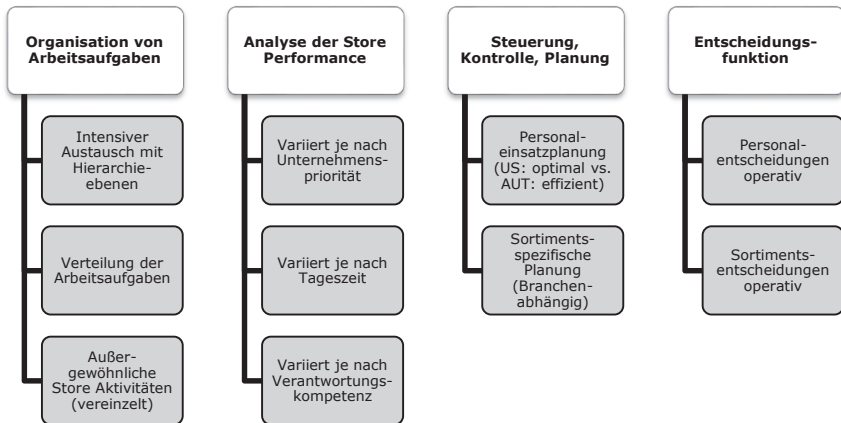 Organisation von
Arbeitsaufgaben
Intensiver
Austausch mit
Hierarchie-
ebenen
Verteilung der
Arbeitsaufgaben
Außer-
gewöhnliche
Store Aktivitäten
(vereinzelt)
Analyse der Store
Performance
Variiert je nach
Unternehmens-
priorität
Variiert je nach
Tageszeit
Variiert je nach
Verantwortungs-
kompetenz
Steuerung,
Kontrolle, Planung
Personal-
einsatzplanung
(US: optimal vs.
AUT: effizient)
Sortiments-
spezifische
Planung
(Branchen-
abhängig)
Entscheidungs-
funktion
Personal-
entscheidungen
operativ
Sortiments-
entscheidungen
operativ